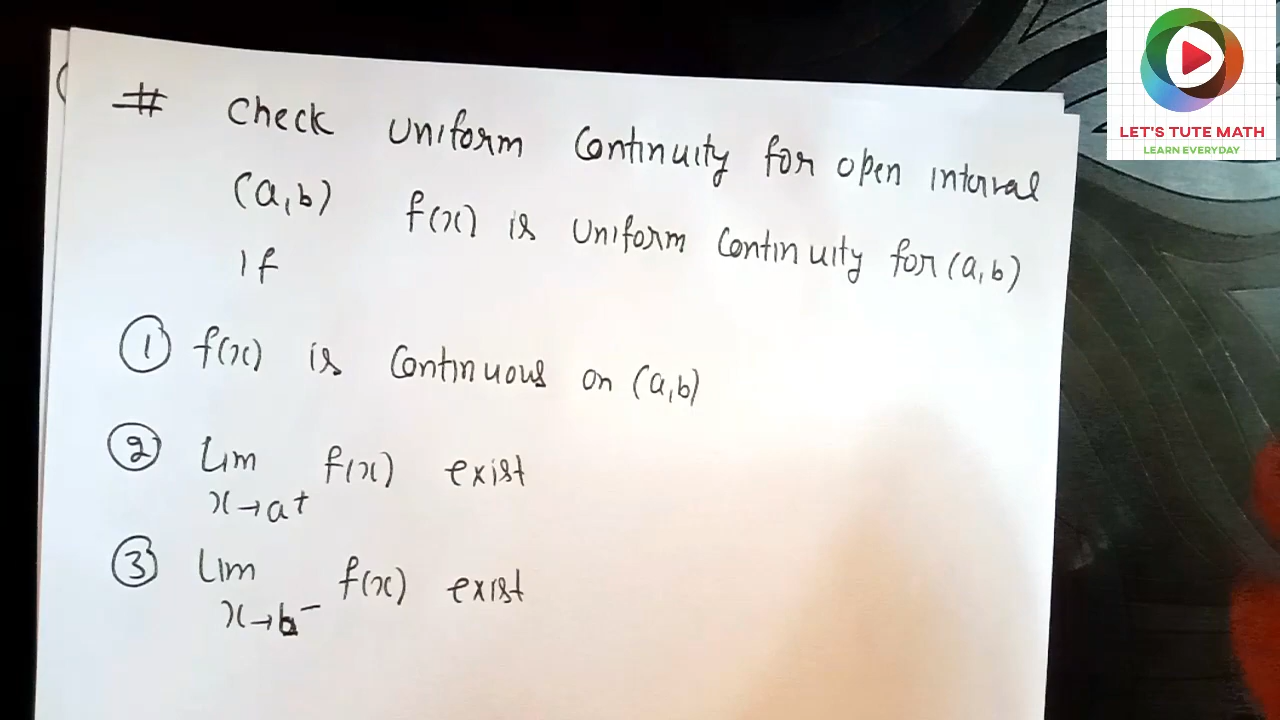 # Check Uniform Continuity for open interval
(a,b) f(x) is Uniform Continuity for (a,b)
If
① f(x) is Continuous on (a,b)
② Lim f(x) exist
x→a⁺
③ Lim f(x) exist
x→b⁻
LET'S TUTE MATH
LEARN EVERYDAY